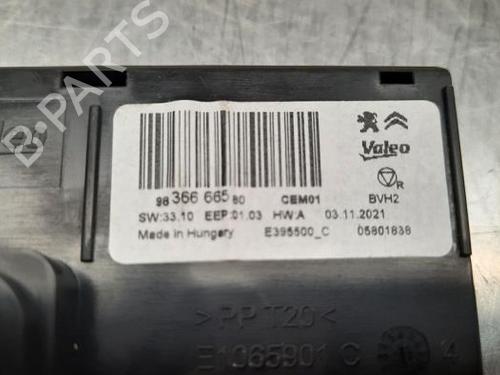 B-PARTS
Valeo
R
98 366 665 80 CEM01 BVH2
SW:33.10 EEP:01.03 HW:A 03.11.2021
Made in Hungary E395500_C 05801838
>PP T20<
E1065901 C
4